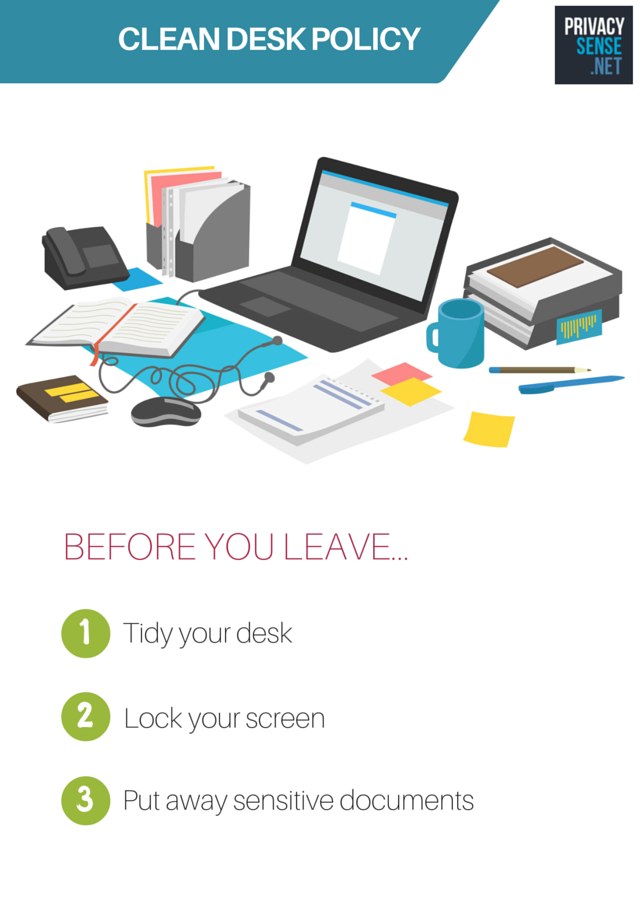 CLEAN DESK POLICY
PRIVACY
SENSE
.NET
BEFORE YOU LEAVE...
1 Tidy your desk
2 Lock your screen
3 Put away sensitive documents